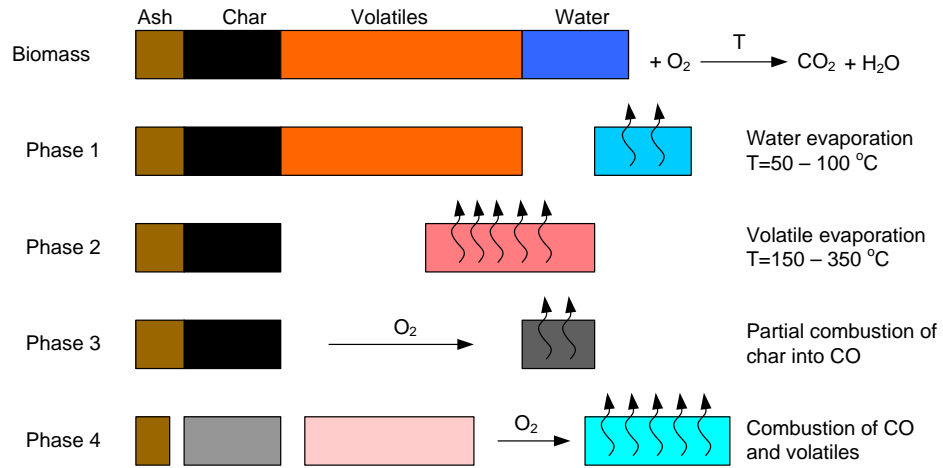 Ash Char Volatiles Water
Biomass + O₂ T CO₂ + H₂O
Phase 1 Water evaporation
T=50 – 100 °C
Phase 2 Volatile evaporation
T=150 – 350 °C
Phase 3 O₂ Partial combustion of
char into CO
Phase 4 O₂ Combustion of CO
and volatiles